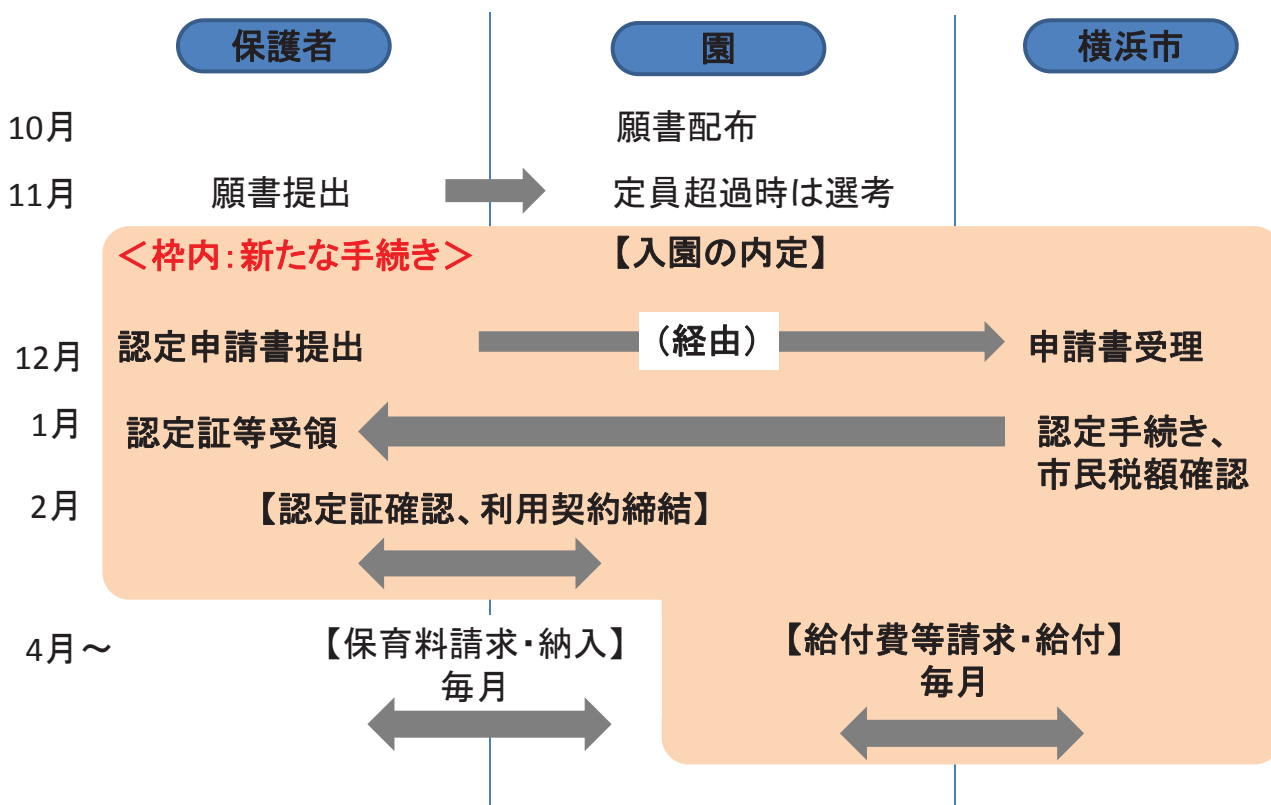 保護者
園
横浜市
10月
願書配布
11月
願書提出
定員超過時は選考
＜枠内：新たな手続き＞
【入園の内定】
12月
認定申請書提出
（経由）
申請書受理
1月
認定証等受領
認定手続き、
市民税額確認
2月
【認定証確認、利用契約締結】
4月～
【保育料請求・納入】
毎月
【給付費等請求・給付】
毎月